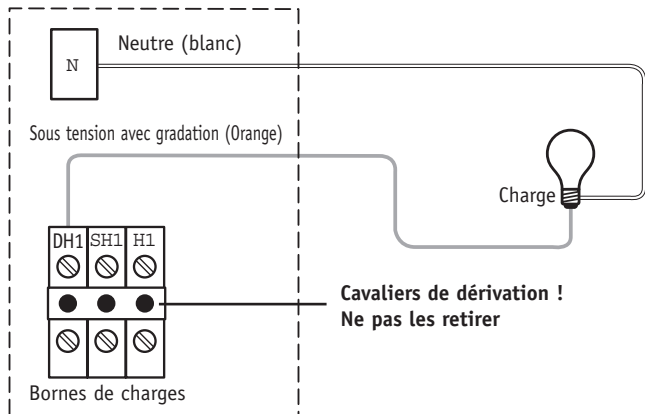 Neutre (blanc)
N
Sous tension avec gradation (Orange)
Charge
DH1 SH1 H1
Cavaliers de dérivation !
Ne pas les retirer
Bornes de charges